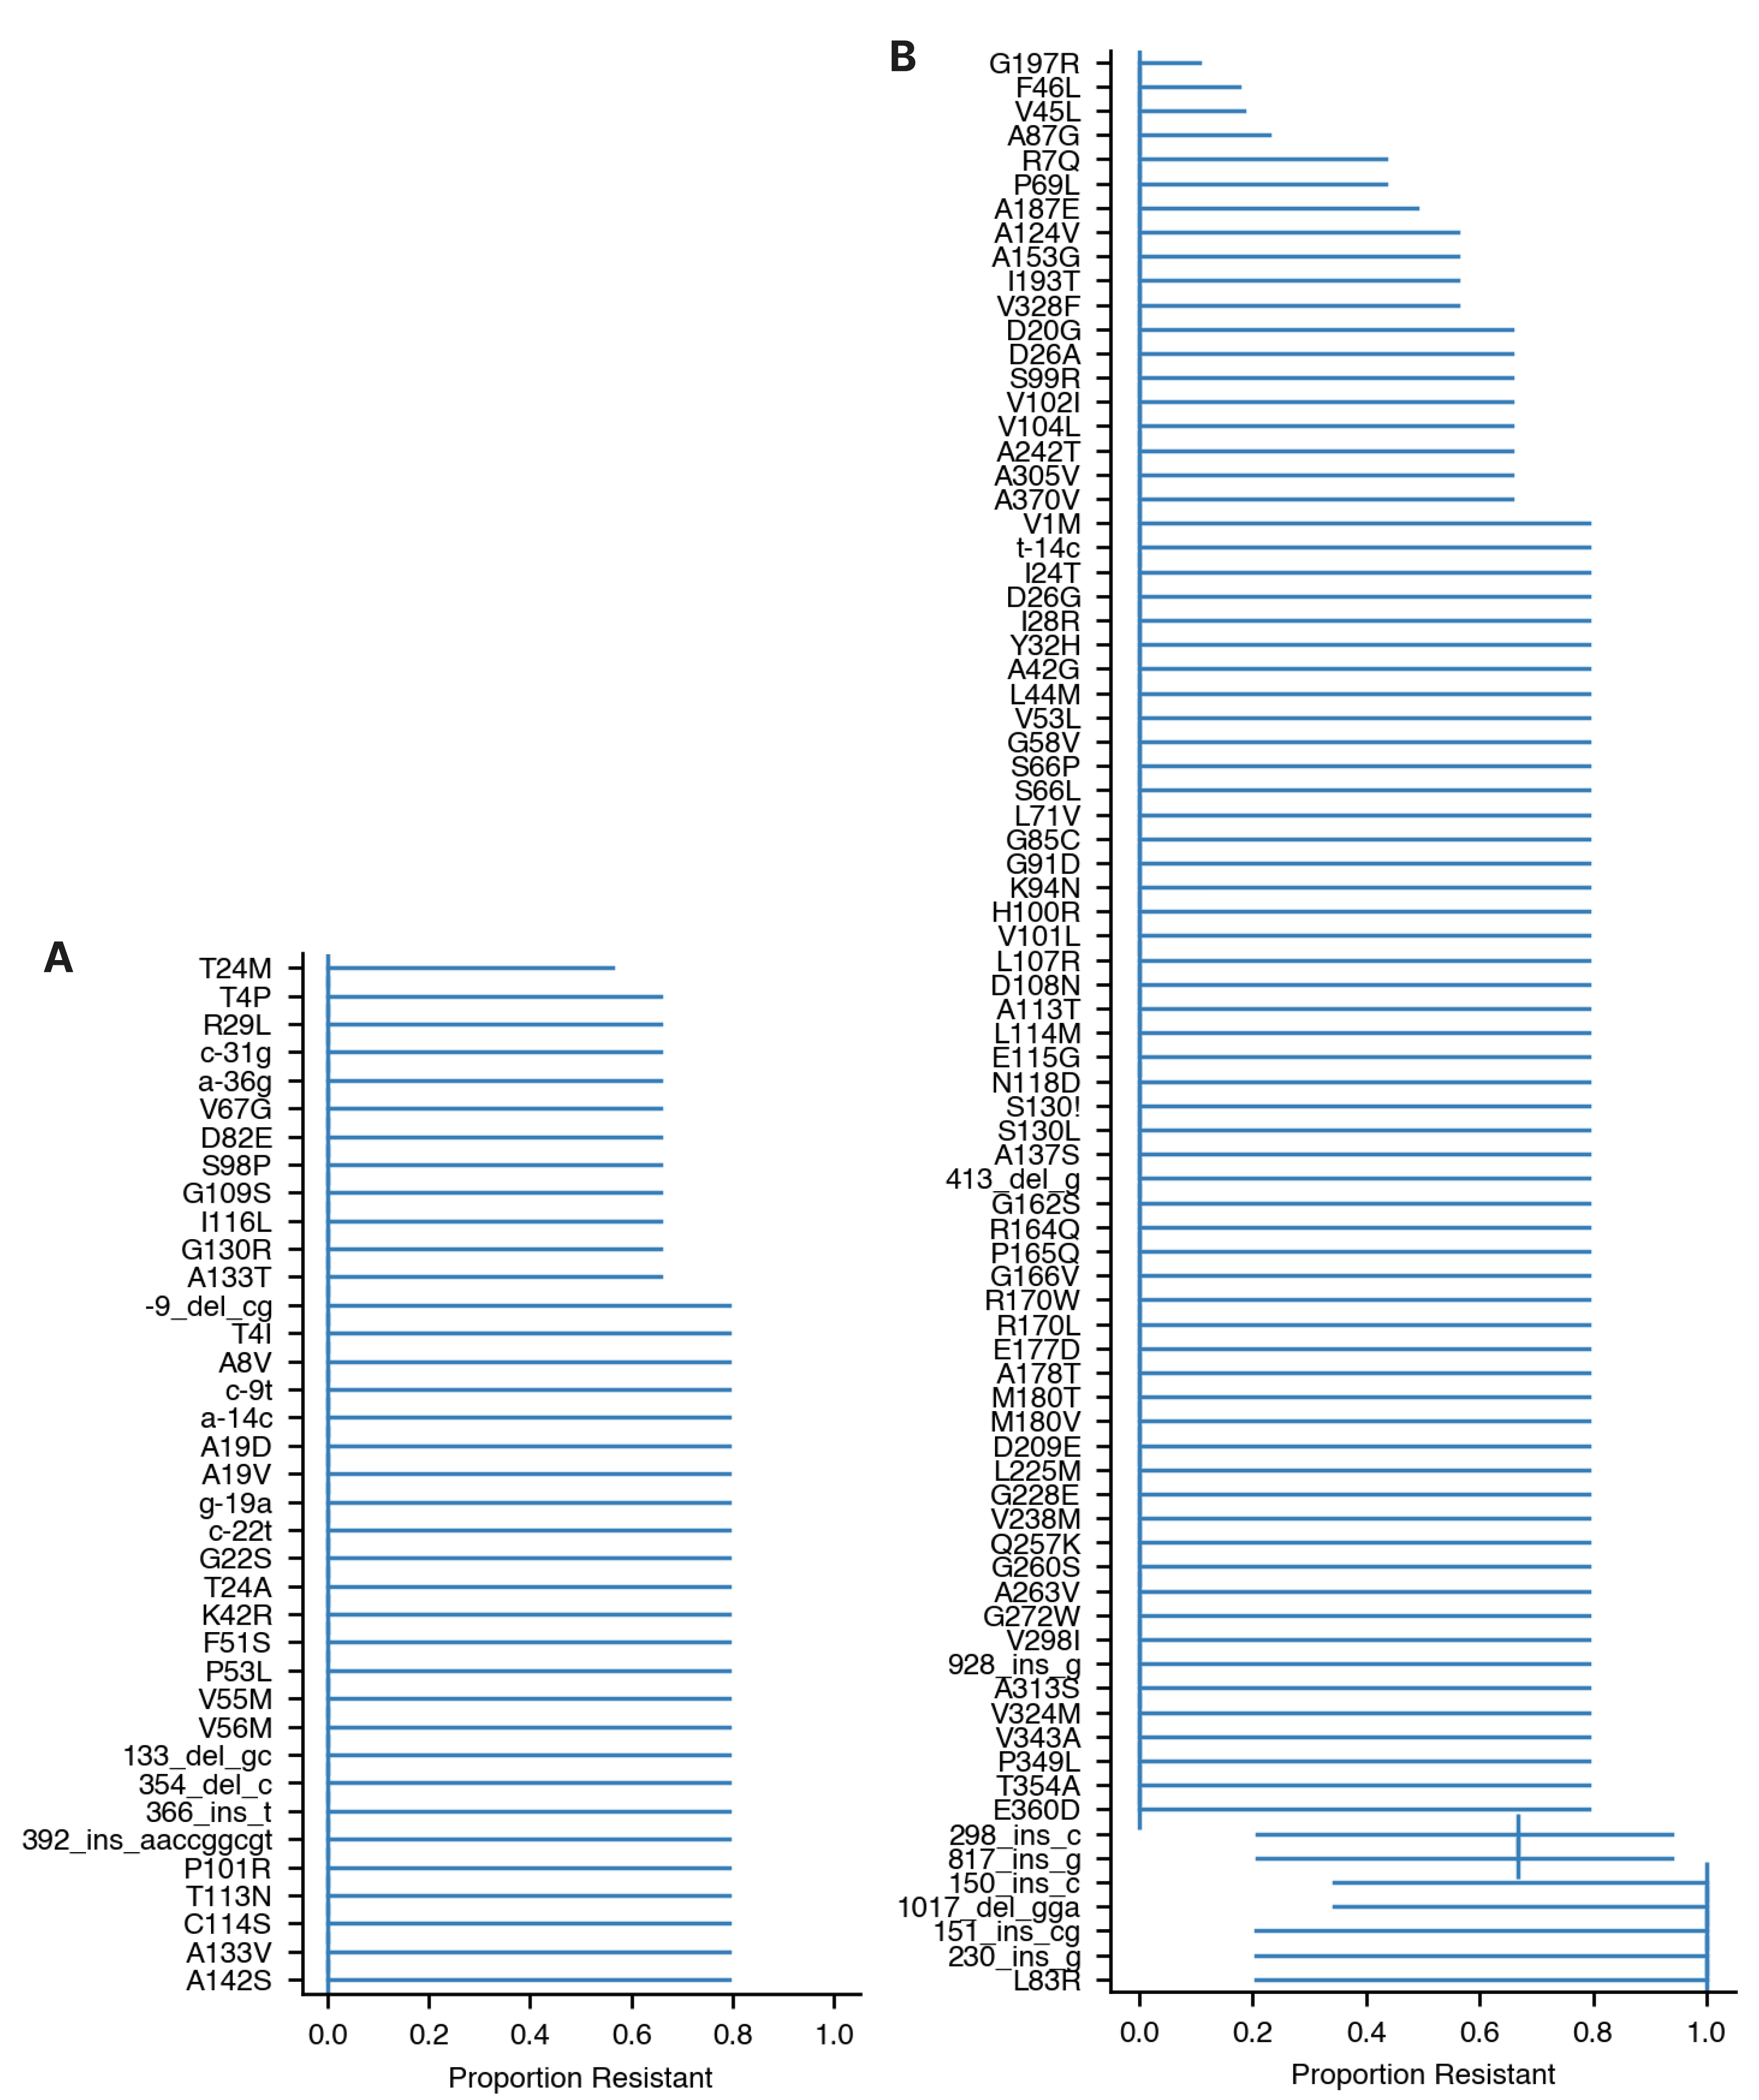 A
T24M
T4P
R29L
c-31g
a-36g
V67G
D82E
S98P
G109S
I116L
G130R
A133T
-9_del_cg
T4I
A8V
c-9t
a-14c
A19D
A19V
g-19a
c-22t
G22S
T24A
K42R
F51S
P53L
V55M
V56M
133_del_gc
354_del_c
366_ins_t
392_ins_aaccggcgt
P101R
T113N
C114S
A133V
A142S
0.0 0.2 0.4 0.6 0.8 1.0
Proportion Resistant
B
G197R
F46L
V45L
A87G
R7Q
P69L
A187E
A124V
A153G
I193T
V328F
D20G
D26A
S99R
V102I
V104L
A242T
A305V
A370V
V1M
t-14c
I24T
D26G
I28R
Y32H
A42G
L44M
V53L
G58V
S66P
S66L
L71V
G85C
G91D
K94N
H100R
V101L
L107R
D108N
A113T
L114M
E115G
N118D
S130!
S130L
A137S
413_del_g
G162S
R164Q
P165Q
G166V
R170W
R170L
E177D
A178T
M180T
M180V
D209E
L225M
G228E
V238M
Q257K
G260S
A263V
G272W
V298I
928_ins_g
A313S
V324M
V343A
P349L
T354A
E360D
298_ins_c
817_ins_g
150_ins_c
1017_del_gga
151_ins_cg
230_ins_g
L83R
0.0 0.2 0.4 0.6 0.8 1.0
Proportion Resistant